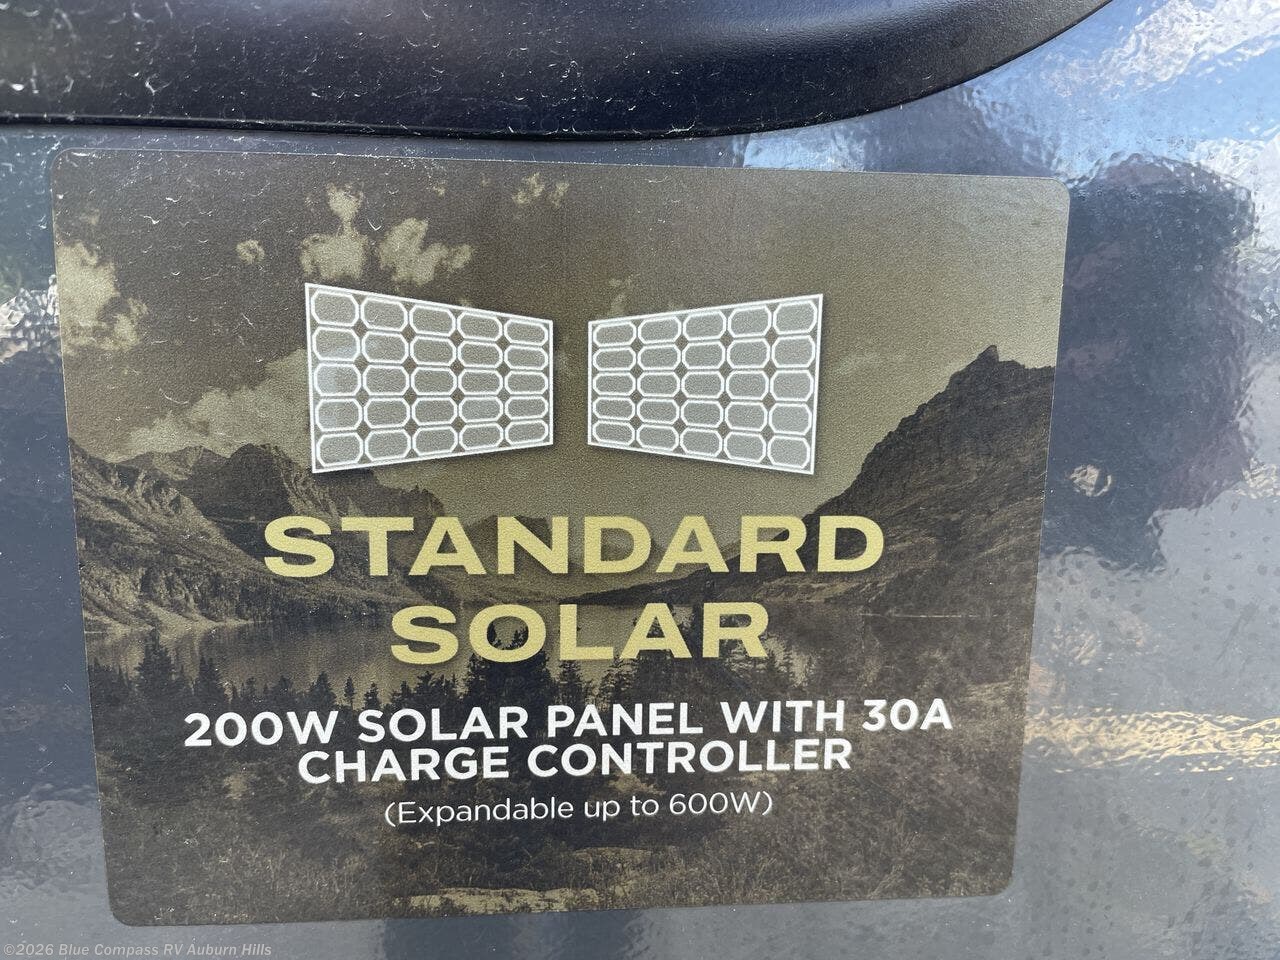 STANDARD
SOLAR
200W SOLAR PANEL WITH 30A
CHARGE CONTROLLER
(Expandable up to 600W)
©2026 Blue Compass RV Auburn Hills